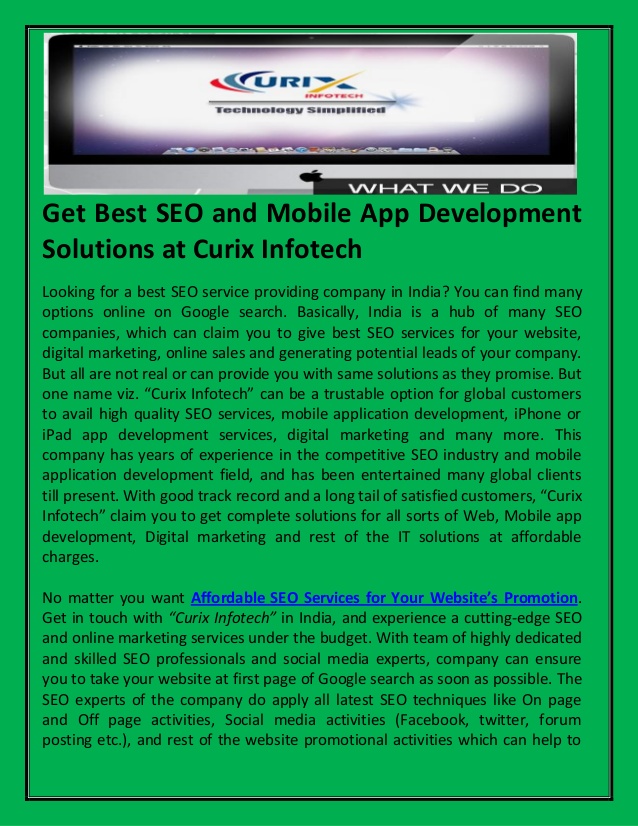 CURIX
INFOTECH
Technology Simplified
WHAT WE DO
Get Best SEO and Mobile App Development
Solutions at Curix Infotech
Looking for a best SEO service providing company in India? You can find many
options online on Google search. Basically, India is a hub of many SEO
companies, which can claim you to give best SEO services for your website,
digital marketing, online sales and generating potential leads of your company.
But all are not real or can provide you with same solutions as they promise. But
one name viz. “Curix Infotech” can be a trustable option for global customers
to avail high quality SEO services, mobile application development, iPhone or
iPad app development services, digital marketing and many more. This
company has years of experience in the competitive SEO industry and mobile
application development field, and has been entertained many global clients
till present. With good track record and a long tail of satisfied customers, “Curix
Infotech” claim you to get complete solutions for all sorts of Web, Mobile app
development, Digital marketing and rest of the IT solutions at affordable
charges.
No matter you want Affordable SEO Services for Your Website’s Promotion.
Get in touch with “Curix Infotech” in India, and experience a cutting-edge SEO
and online marketing services under the budget. With team of highly dedicated
and skilled SEO professionals and social media experts, company can ensure
you to take your website at first page of Google search as soon as possible. The
SEO experts of the company do apply all latest SEO techniques like On page
and Off page activities, Social media activities (Facebook, twitter, forum
posting etc.), and rest of the website promotional activities which can help to